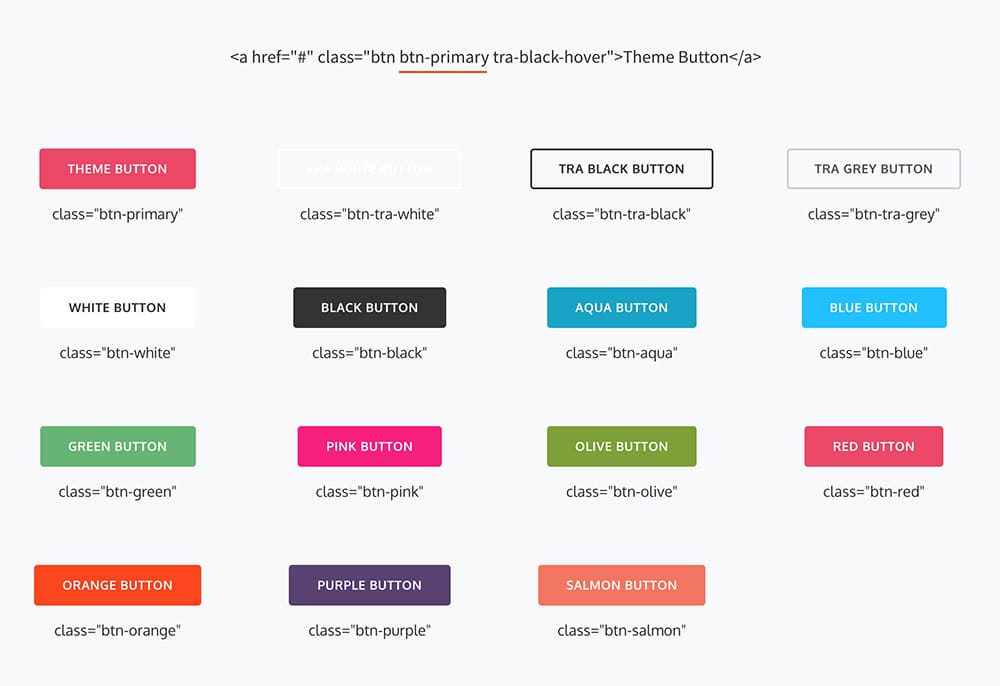 <a href="#" class="btn btn-primary tra-black-hover">Theme Button</a>
THEME BUTTON
TRA WHITE BUTTON
TRA BLACK BUTTON
TRA GREY BUTTON
class="btn-primary"
class="btn-tra-white"
class="btn-tra-black"
class="btn-tra-grey"
WHITE BUTTON
BLACK BUTTON
AQUA BUTTON
BLUE BUTTON
class="btn-white"
class="btn-black"
class="btn-aqua"
class="btn-blue"
GREEN BUTTON
PINK BUTTON
OLIVE BUTTON
RED BUTTON
class="btn-green"
class="btn-pink"
class="btn-olive"
class="btn-red"
ORANGE BUTTON
PURPLE BUTTON
SALMON BUTTON
class="btn-orange"
class="btn-purple"
class="btn-salmon"